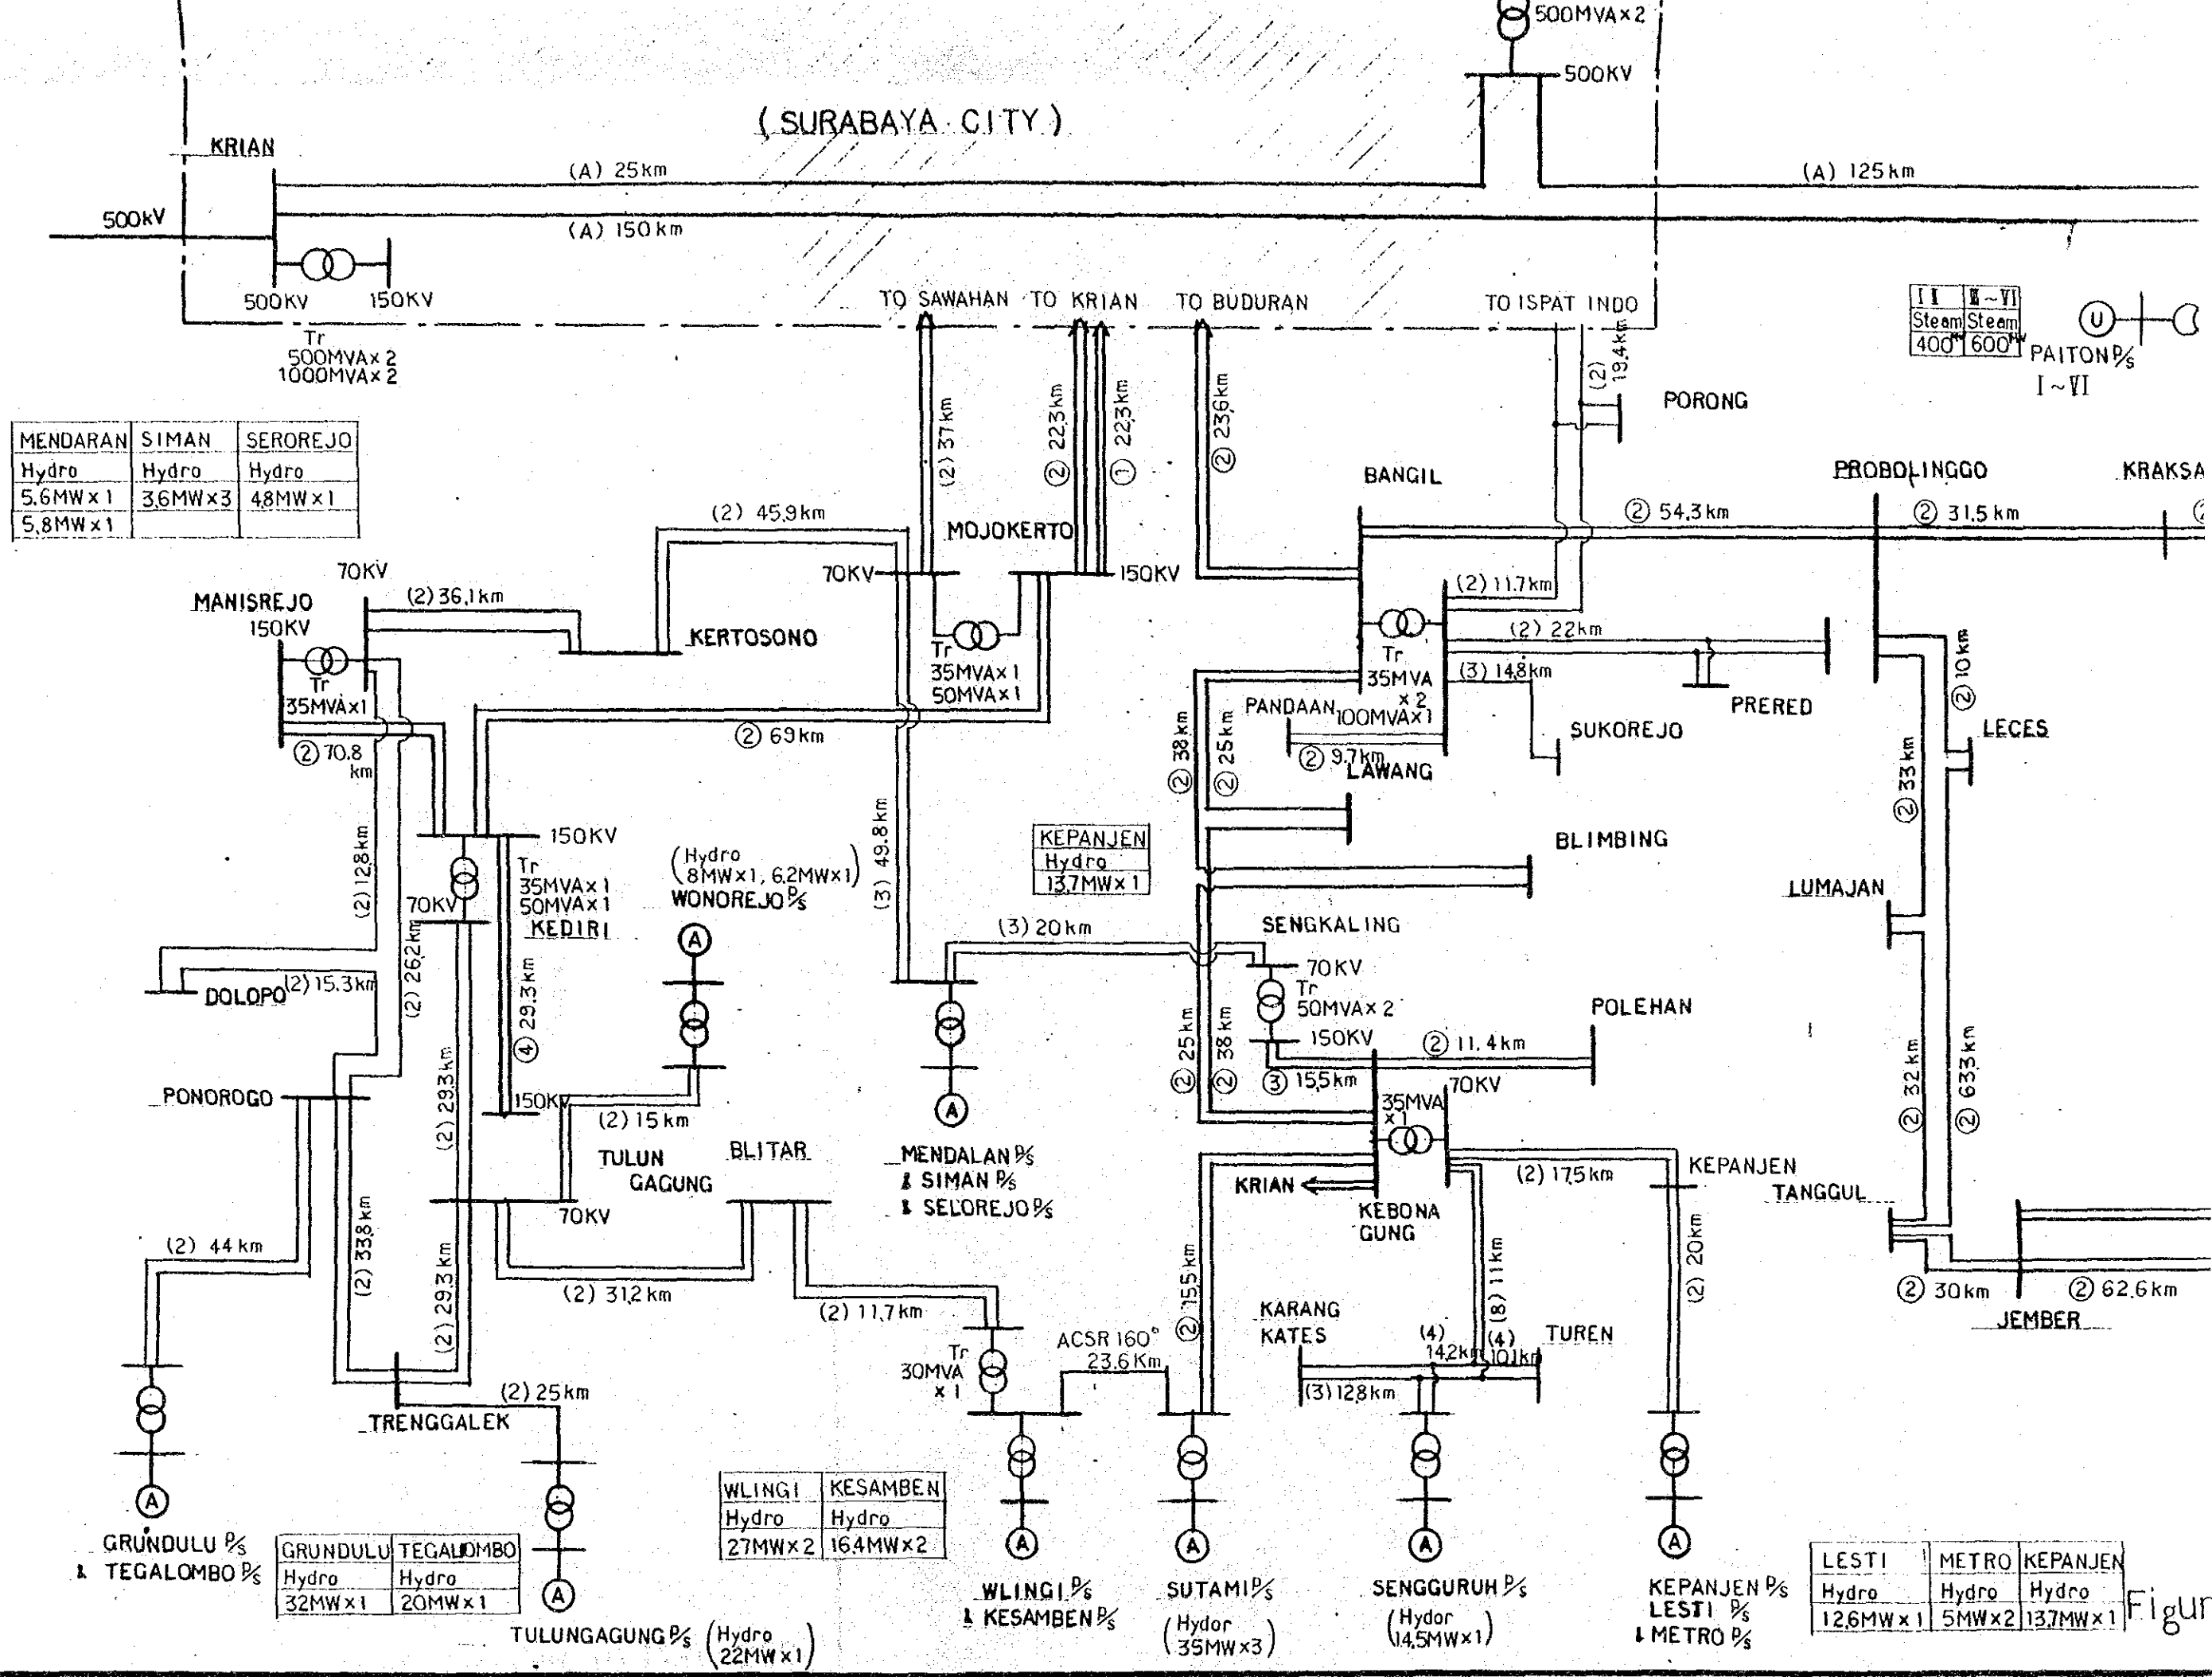 500MVA×2
500KV
(SURABAYA CITY)
KRIAN
(A) 25km
(A) 125km
500kV
(A) 150km
500KV
150KV
Tr
500MVA×2
1000MVA×2
TO SAWAHAN
TO KRIAN
TO BUDURAN
TO ISPAT INDO
Steam
Steam
400
600
U
PAITON P/S
I~VI
(2) 37km
② 22,3km
① 22,3km
② 23,6km
(2) 19,4km
PORONG
MENDARAN
SIMAN
SEROREJO
Hydro
Hydro
Hydro
5.6MW×1
3,6MW×3
4,8MW×1
5,8MW×1
BANGIL
PROBOLINGGO
KRAKSA
(2) 45,9km
② 54,3km
② 31,5km
MOJOKERTO
70KV
150KV
70KV
MANISREJO
150KV
(2) 36,1km
KERTOSONO
Tr
35MVA×1
Tr
35MVA×1
50MVA×1
(2) 11.7km
(2) 22km
(3) 14,8km
Tr
35MVA
×2
100MVA×1
PANDAAN
② 9.7km
LAWANG
PRERED
SUKOREJO
② 10km
LECES
② 33km
② 70.8
km
② 69km
② 38km
② 25km
150KV
Tr
35MVA×1
50MVA×1
KEDIRI
70KV
(2) 12,8km
(2) 26,2km
(Hydro
8MW×1, 6.2MW×1)
WONOREJO P/S
A
(3) 49.8km
KEPANJEN
Hydro
13,7MW×1
BLIMBING
LUMAJAN
SENGKALING
(3) 20km
70KV
Tr
50MVA×2
150KV
POLEHAN
② 11.4km
③ 15,5km
DOLOPO
(2) 15.3km
④ 29.3km
(2) 29,3km
② 25km
② 38km
② 32km
② 63,3km
PONOROGO
150KV
(2) 15km
A
70KV
35MVA
×1
TULUN
GAGUNG
BLITAR
MENDALAN P/S
& SIMAN P/S
& SELOREJO P/S
KRIAN
KEBONA
GUNG
(2) 17,5km
KEPANJEN
TANGGUL
70KV
(2) 44km
(2) 33,8km
(2) 29,3km
(2) 31,2km
(2) 11,7km
② 15,5km
(8) 11km
(2) 20km
② 30km
② 62,6km
JEMBER
KARANG
KATES
(4)
14,2km
(4)
10,1km
TUREN
ACSR 160°
23.6Km
Tr
30MVA
×1
(3) 12,8km
(2) 25km
TRENGGALEK
WLINGI
KESAMBEN
Hydro
Hydro
27MW×2
16,4MW×2
A
A
A
A
A
A
GRUNDULU P/S
& TEGALOMBO P/S
GRUNDULU
TEGALOMBO
Hydro
Hydro
32MW×1
20MW×1
TULUNGAGUNG P/S (Hydro
22MW×1)
WLINGI P/S
& KESAMBEN P/S
SUTAMI P/S
(Hydor
35MW×3)
SENGGURUH P/S
(Hydor
14,5MW×1)
KEPANJEN P/S
LESTI P/S
& METRO P/S
LESTI
METRO
KEPANJEN
Hydro
Hydro
Hydro
12,6MW×1
5MW×2
13,7MW×1
Figur